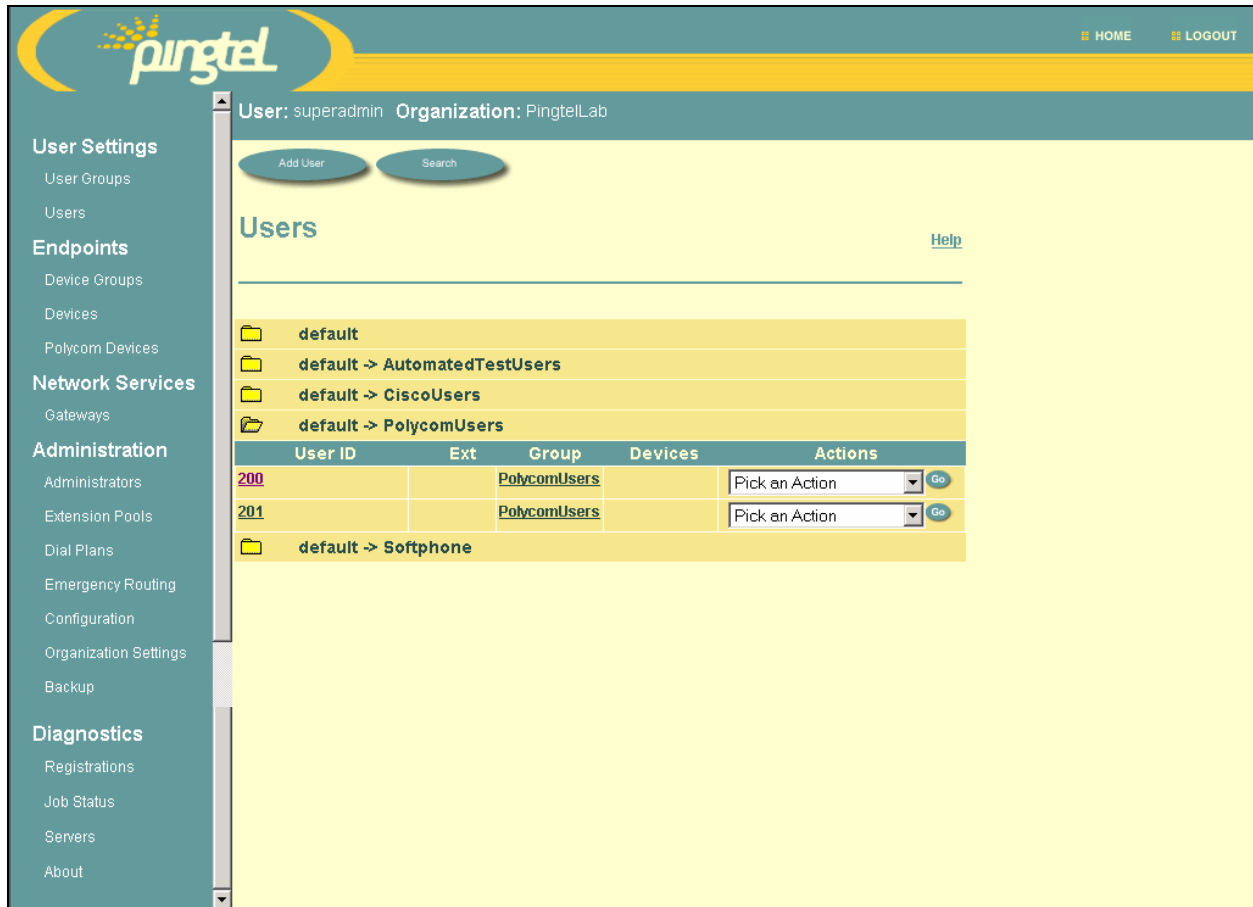 pingtel
HOME LOGOUT
User: superadmin Organization: PingtelLab
User Settings
User Groups
Users
Endpoints
Device Groups
Devices
Polycom Devices
Network Services
Gateways
Administration
Administrators
Extension Pools
Dial Plans
Emergency Routing
Configuration
Organization Settings
Backup
Diagnostics
Registrations
Job Status
Servers
About
Add User Search
Users
Help
default
default -> AutomatedTestUsers
default -> CiscoUsers
default -> PolycomUsers
User ID Ext Group Devices Actions
200 PolycomUsers Pick an Action Go
201 PolycomUsers Pick an Action Go
default -> Softphone